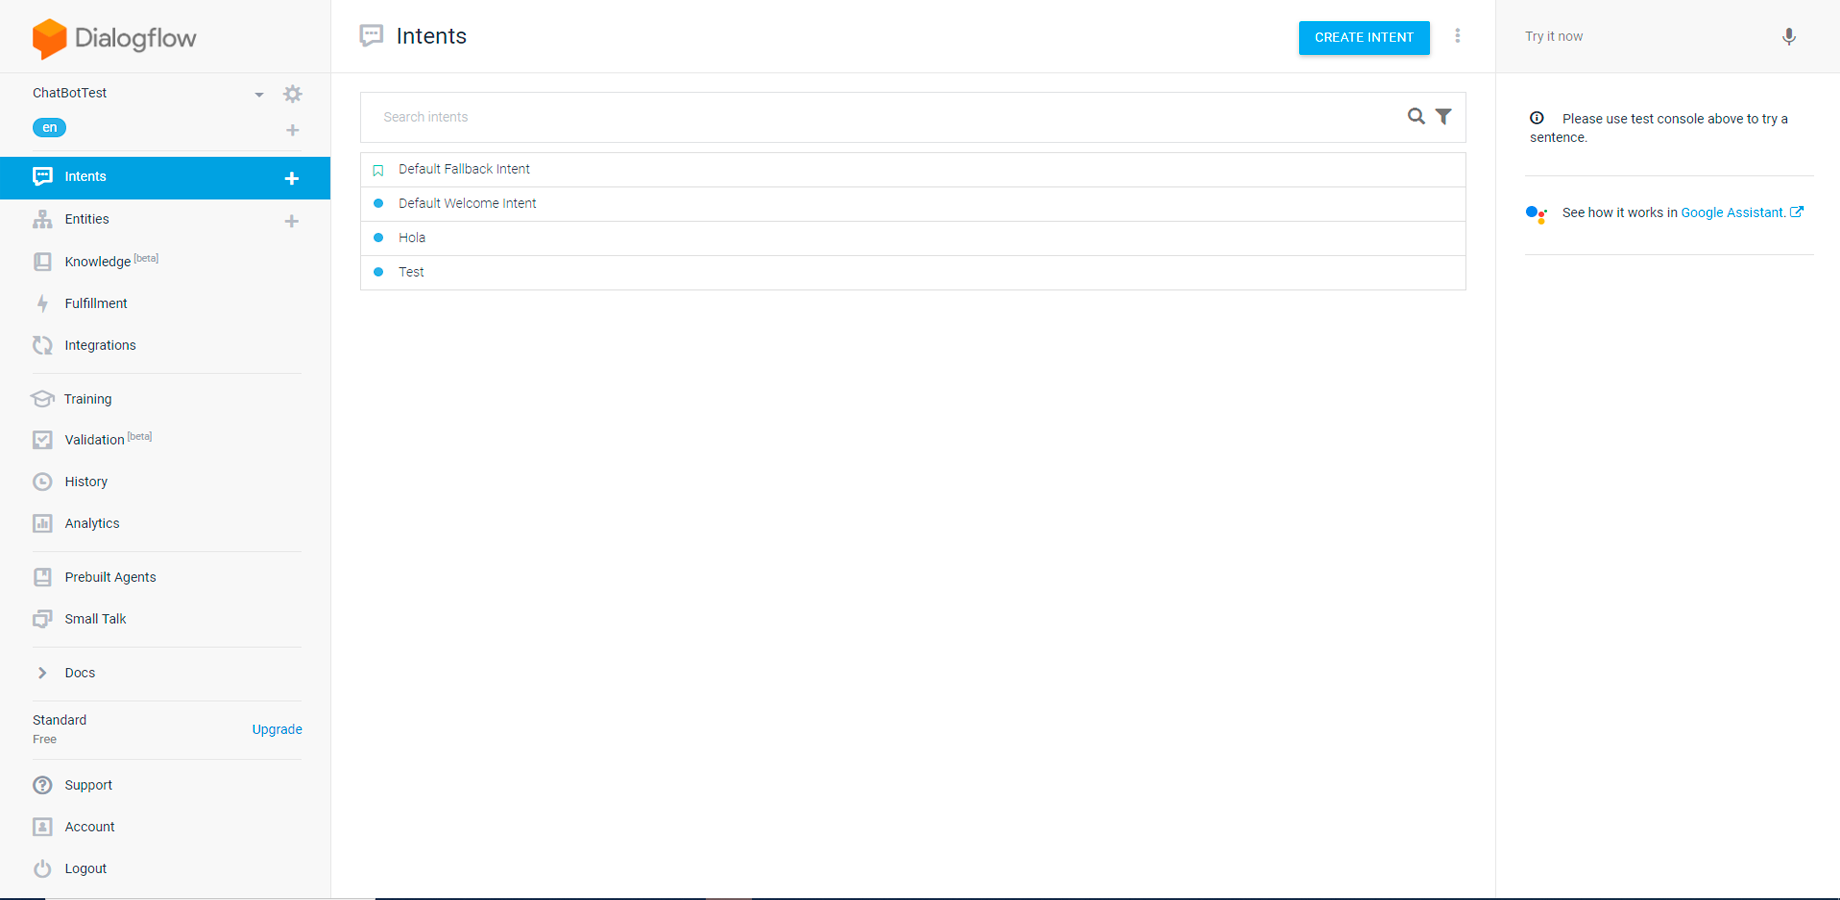 Dialogflow
ChatBotTest
en
Intents
Entities
Knowledge [beta]
Fulfillment
Integrations
Training
Validation [beta]
History
Analytics
Prebuilt Agents
Small Talk
Docs
Standard
Free
Upgrade
Support
Account
Logout
Intents
CREATE INTENT
Search intents
Default Fallback Intent
Default Welcome Intent
Hola
Test
Try it now
Please use test console above to try a
sentence.
See how it works in Google Assistant.